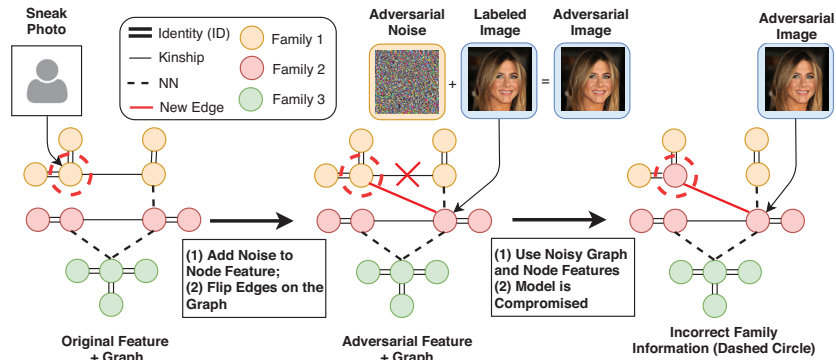 Sneak
Photo
Identity (ID)
Kinship
NN
New Edge
Family 1
Family 2
Family 3
Adversarial
Noise
Labeled
Image
Adversarial
Image
+
=
Adversarial
Image
(1) Add Noise to
Node Feature;
(2) Flip Edges on the
Graph
(1) Use Noisy Graph
and Node Features
(2) Model is
Compromised
Original Feature
+ Graph
Adversarial Feature
+ Graph
Incorrect Family
Information (Dashed Circle)